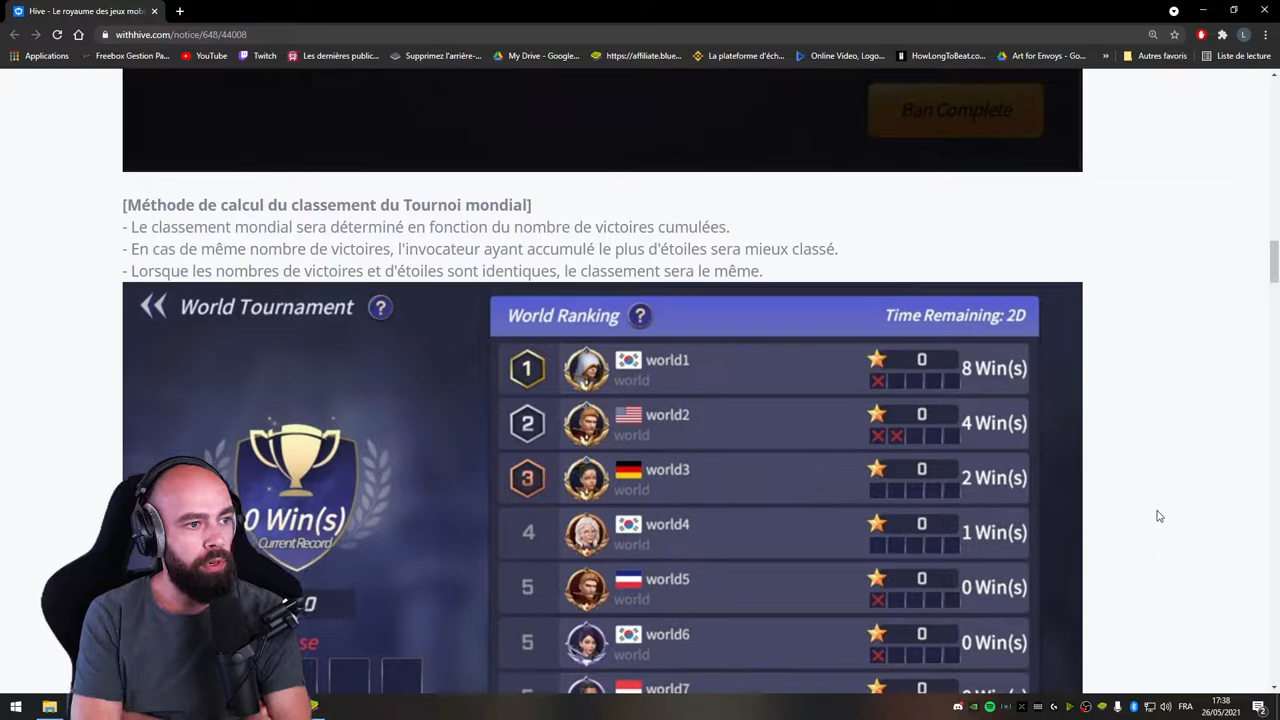 Hive - Le royaume des jeux mob
withhive.com/notice/648/44008
Applications
Freebox Gestion Pa...
YouTube
Twitch
Les dernières public...
Supprimez l'arrière-...
My Drive - Google...
https://affiliate.blue...
La plateforme d'éch...
Online Video, Logo...
HowLongToBeat.co...
Art for Envoys - Go...
»
Autres favoris
Liste de lecture
Ban Complete
[Méthode de calcul du classement du Tournoi mondial]
- Le classement mondial sera déterminé en fonction du nombre de victoires cumulées.
- En cas de même nombre de victoires, l'invocateur ayant accumulé le plus d'étoiles sera mieux classé.
- Lorsque les nombres de victoires et d'étoiles sont identiques, le classement sera le même.
World Tournament ?
0 Win(s)
Current Record
World Ranking ? Time Remaining: 2D
1 world1 world 0 8 Win(s)
2 world2 world 0 4 Win(s)
3 world3 world 0 2 Win(s)
4 world4 world 0 1 Win(s)
5 world5 world 0 0 Win(s)
5 world6 world 0 0 Win(s)
world7
FRA
17:38
26/05/2021